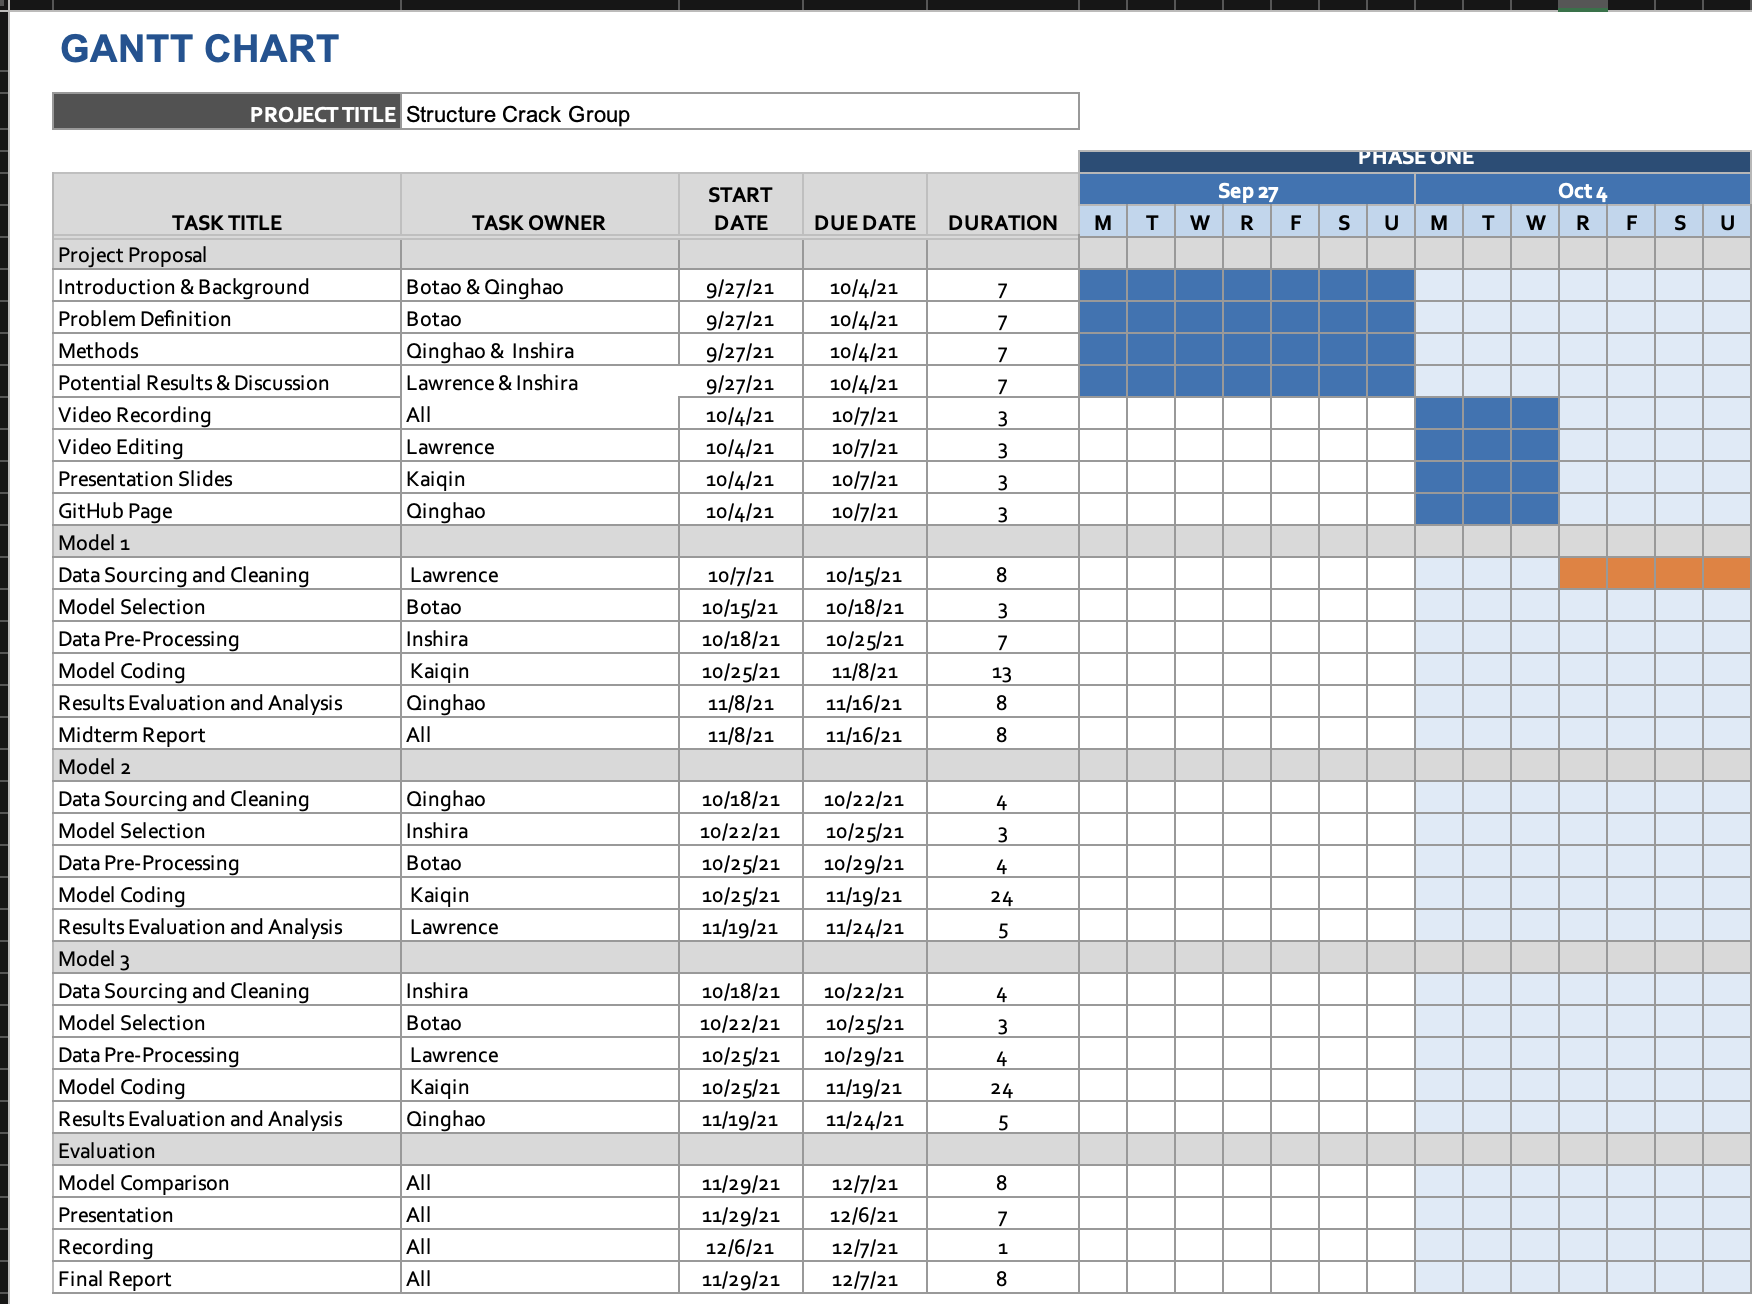 GANTT CHART
PROJECT TITLE Structure Crack Group
PHASE ONE
Sep 27 Oct 4
START
TASK TITLE TASK OWNER DATE DUE DATE DURATION M T W R F S U M T W R F S U
Project Proposal
Introduction & Background Botao & Qinghao 9/27/21 10/4/21 7
Problem Definition Botao 9/27/21 10/4/21 7
Methods Qinghao & Inshira 9/27/21 10/4/21 7
Potential Results & Discussion Lawrence & Inshira 9/27/21 10/4/21 7
Video Recording All 10/4/21 10/7/21 3
Video Editing Lawrence 10/4/21 10/7/21 3
Presentation Slides Kaiqin 10/4/21 10/7/21 3
GitHub Page Qinghao 10/4/21 10/7/21 3
Model 1
Data Sourcing and Cleaning Lawrence 10/7/21 10/15/21 8
Model Selection Botao 10/15/21 10/18/21 3
Data Pre-Processing Inshira 10/18/21 10/25/21 7
Model Coding Kaiqin 10/25/21 11/8/21 13
Results Evaluation and Analysis Qinghao 11/8/21 11/16/21 8
Midterm Report All 11/8/21 11/16/21 8
Model 2
Data Sourcing and Cleaning Qinghao 10/18/21 10/22/21 4
Model Selection Inshira 10/22/21 10/25/21 3
Data Pre-Processing Botao 10/25/21 10/29/21 4
Model Coding Kaiqin 10/25/21 11/19/21 24
Results Evaluation and Analysis Lawrence 11/19/21 11/24/21 5
Model 3
Data Sourcing and Cleaning Inshira 10/18/21 10/22/21 4
Model Selection Botao 10/22/21 10/25/21 3
Data Pre-Processing Lawrence 10/25/21 10/29/21 4
Model Coding Kaiqin 10/25/21 11/19/21 24
Results Evaluation and Analysis Qinghao 11/19/21 11/24/21 5
Evaluation
Model Comparison All 11/29/21 12/7/21 8
Presentation All 11/29/21 12/6/21 7
Recording All 12/6/21 12/7/21 1
Final Report All 11/29/21 12/7/21 8